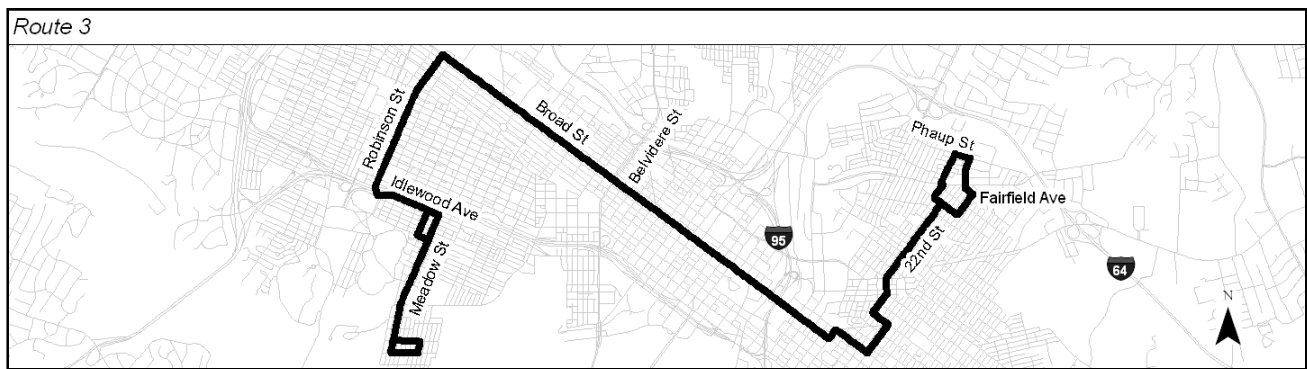 Route 3
Robinson St
Broad St
Belvidere St
Phaup St
Idlewood Ave
Fairfield Ave
Meadow St
22nd St
95
64
N